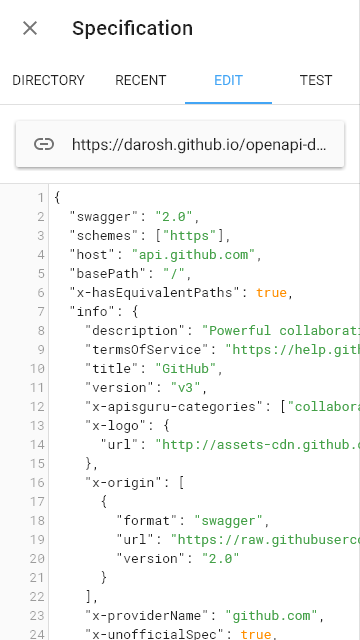 Specification
DIRECTORY RECENT EDIT TEST
https://darosh.github.io/openapi-d...
1 {
2 "swagger": "2.0",
3 "schemes": ["https"],
4 "host": "api.github.com",
5 "basePath": "/",
6 "x-hasEquivalentPaths": true,
7 "info": {
8 "description": "Powerful collaborati
9 "termsOfService": "https://help.gith
10 "title": "GitHub",
11 "version": "v3",
12 "x-apisguru-categories": ["collabora
13 "x-logo": {
14 "url": "http://assets-cdn.github.c
15 },
16 "x-origin": [
17 {
18 "format": "swagger",
19 "url": "https://raw.githubuserco
20 "version": "2.0"
21 }
22 ],
23 "x-providerName": "github.com",
24 "x-unofficialSpec": true,